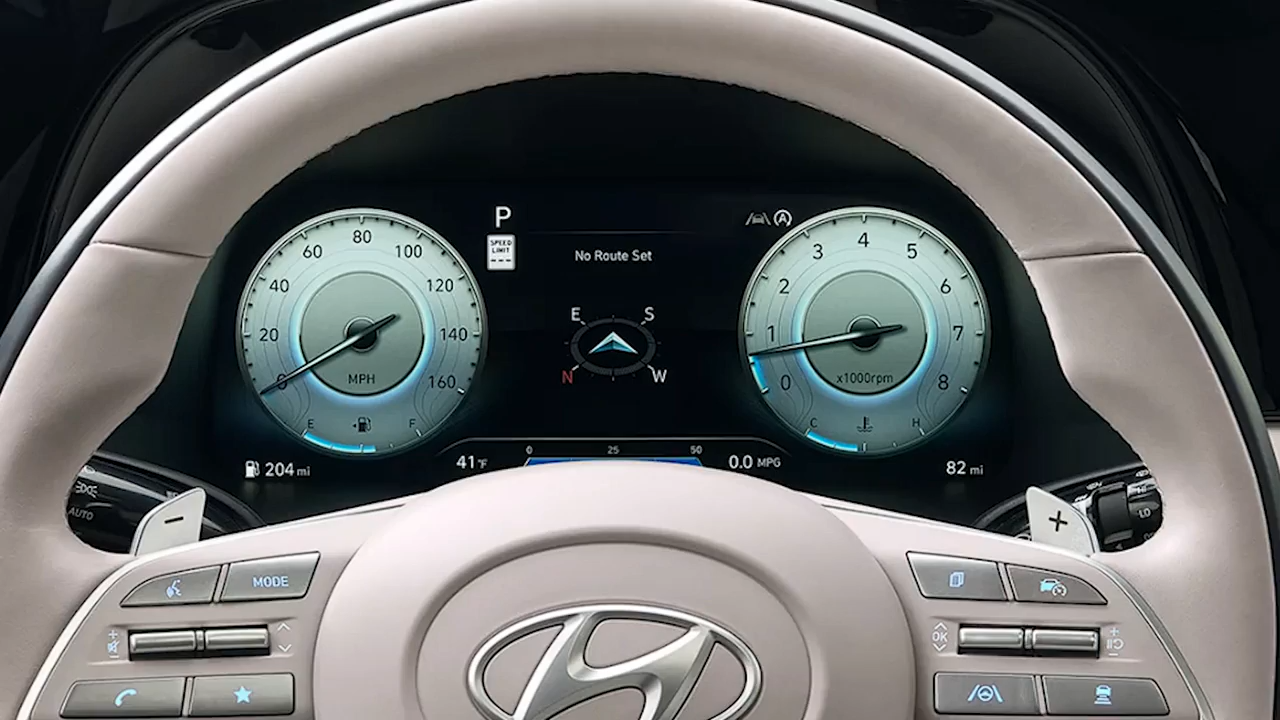 P
SPEED
LIMIT
---
No Route Set
0
20
40
60
80
100
120
140
160
MPH
E
F
E
S
N
W
0
1
2
3
4
5
6
7
8
x1000rpm
C
H
A
204 mi
41°F
0
25
50
0.0 MPG
82 mi
AUTO
−
+
LO
MODE
+
OK
+
−